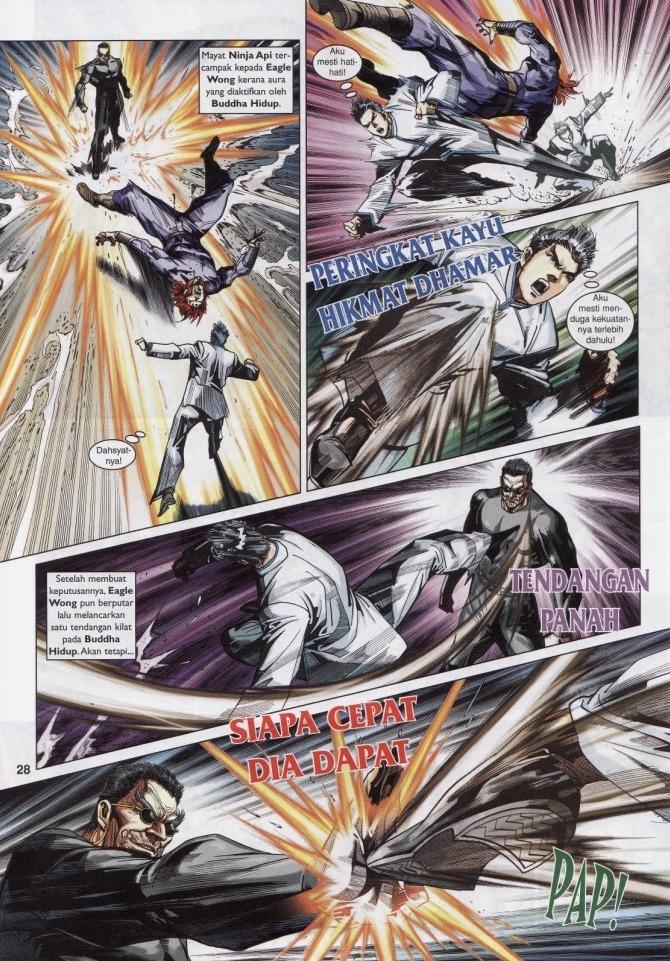 Mayat Ninja Api ter-
campak kepada Eagle
Wong kerana aura
yang diaktifkan oleh
Buddha Hidup.
Dahsyat-
nya!
Aku
mesti hati-
hati!
PERINGKAT KAYU
HIKMAT DHAMAR
Aku
mesti men-
duga kekuatan-
nya terlebih
dahulu!
Setelah membuat
keputusannya, Eagle
Wong pun berputar
lalu melancarkan
satu tendangan kilat
pada Buddha
Hidup. Akan tetapi...
TENDANGAN
PANAH
SIAPA CEPAT
DIA DAPAT
PAP!
28